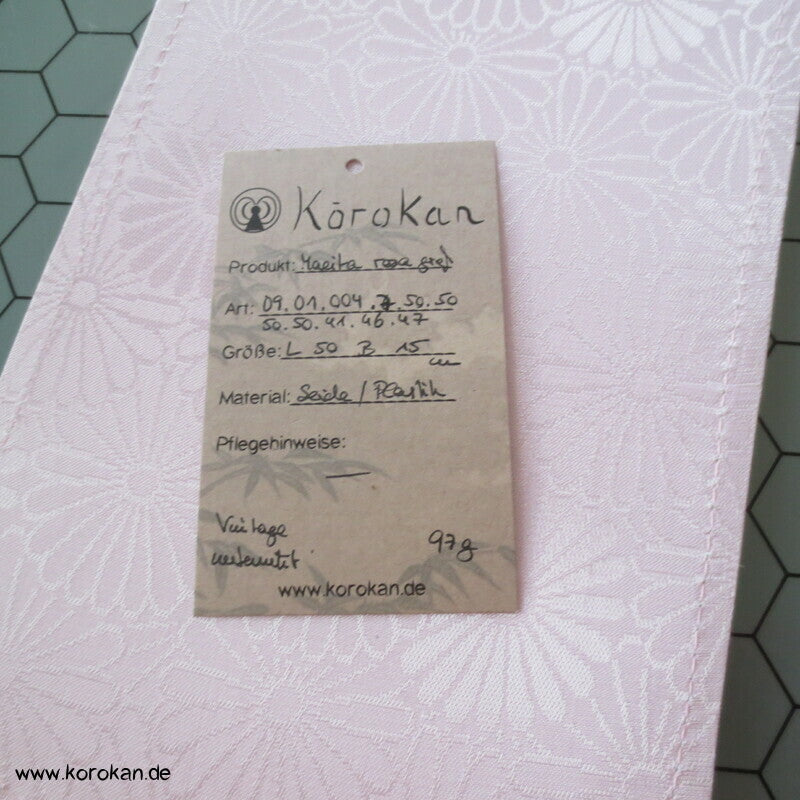 Kōrokan
Produkt: Maeita rosa groß
Art: 09.01.004.7.50.50
50.50.41.46.47
Größe: L 50 B 15
cm
Material: Seide / Plastik
Pflegehinweise:
—
Vintage
unbenutzt
97g
www.korokan.de
www.korokan.de